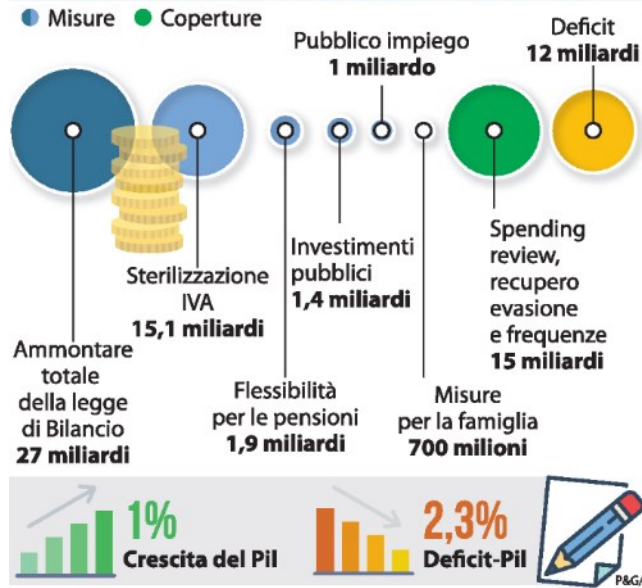 Misure
Coperture
Pubblico impiego
1 miliardo
Deficit
12 miliardi
Ammontare
totale
della legge
di Bilancio
27 miliardi
Sterilizzazione
IVA
15,1 miliardi
Flessibilità
per le pensioni
1,9 miliardi
Investimenti
pubblici
1,4 miliardi
Misure
per la famiglia
700 milioni
Spending
review,
recupero
evasione
e frequenze
15 miliardi
1%
Crescita del Pil
2,3%
Deficit-Pil